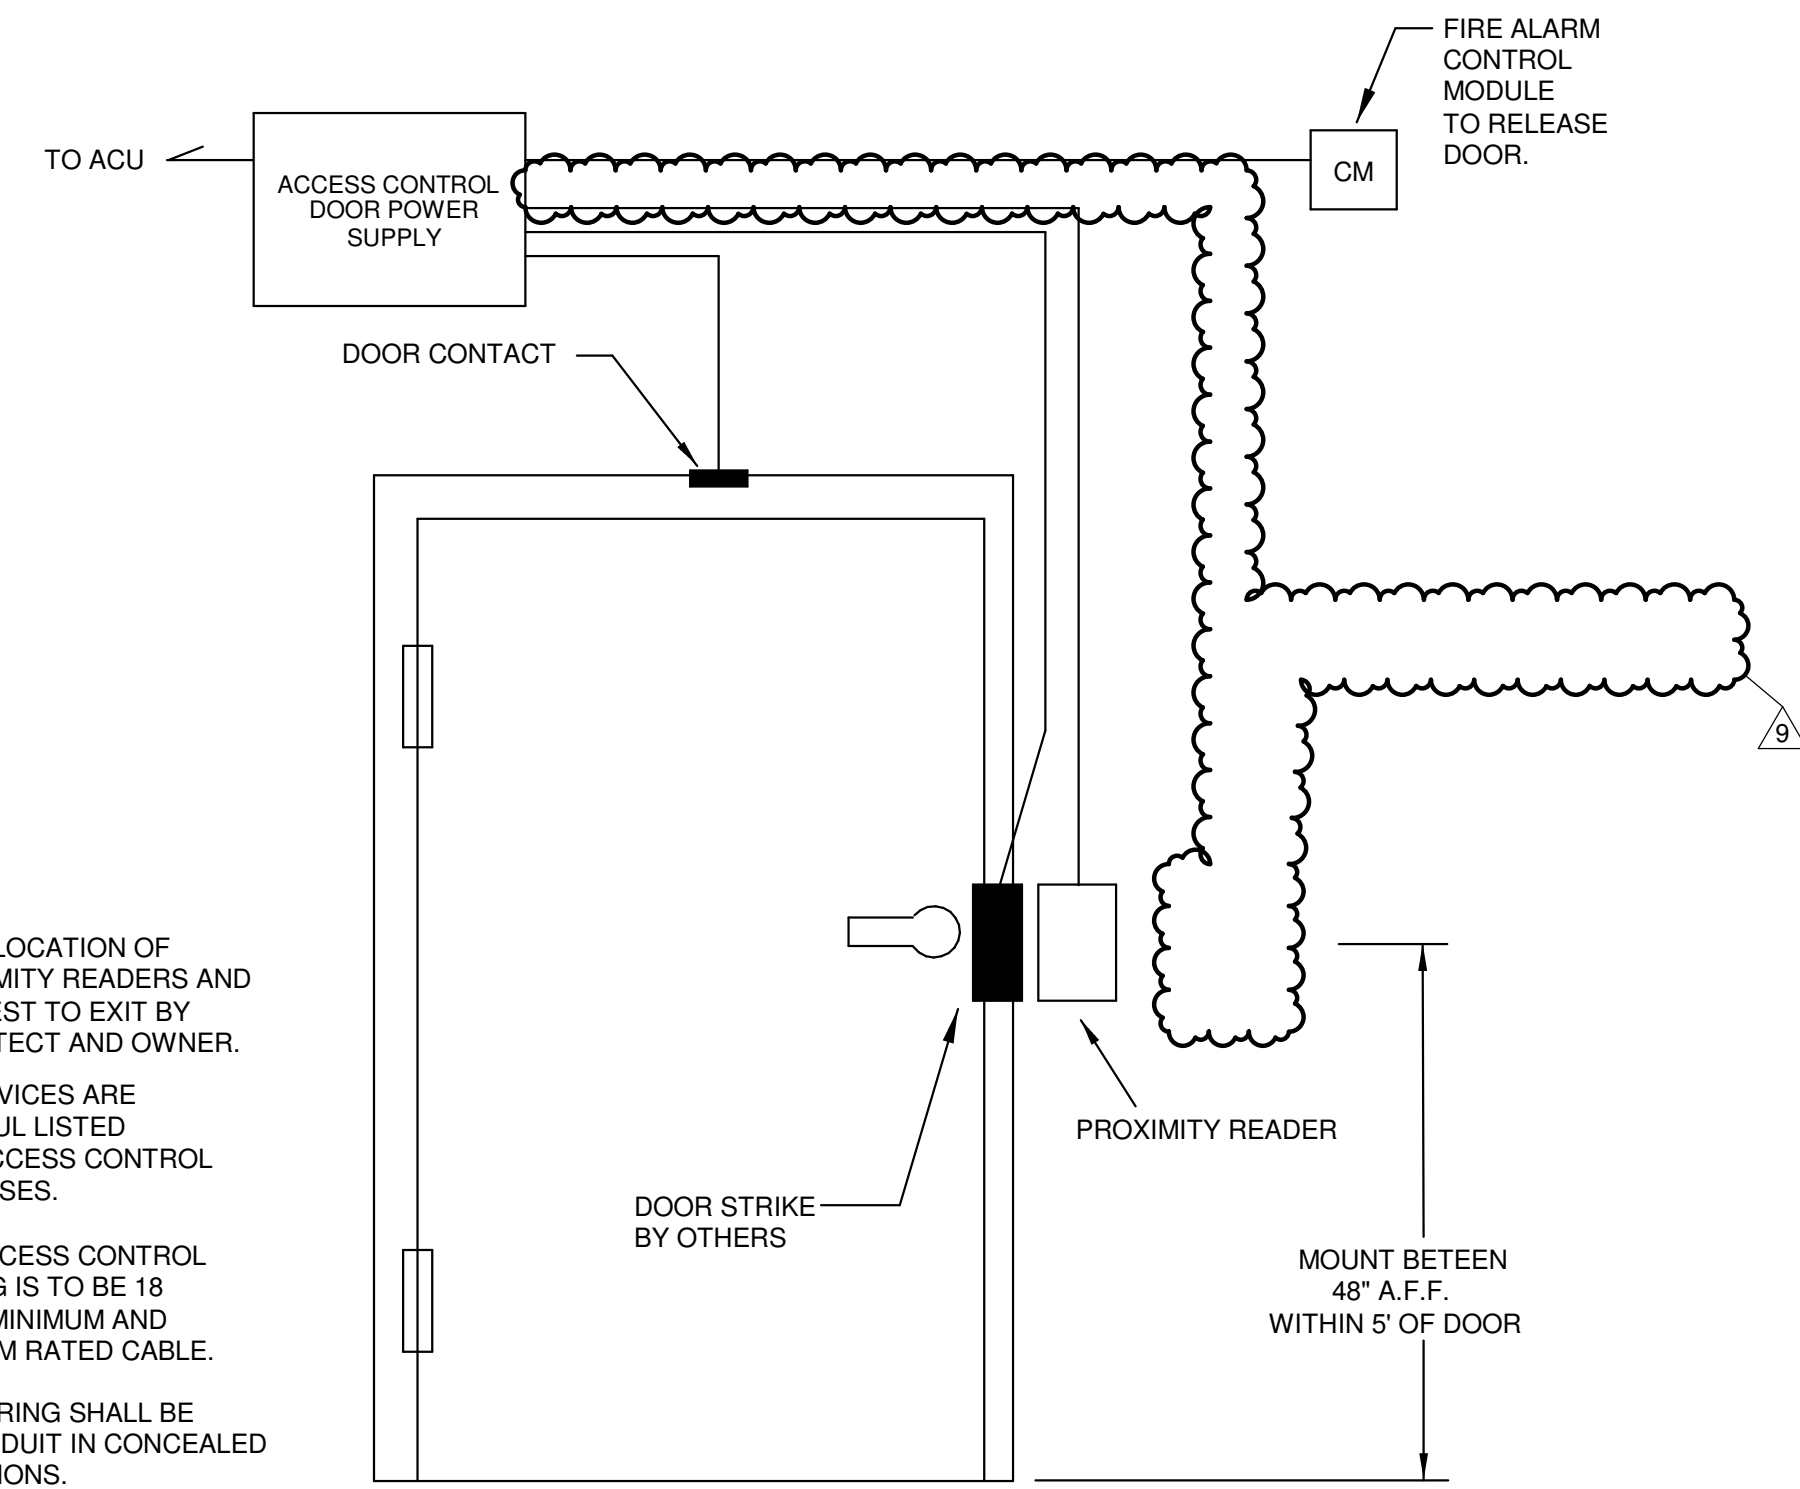 FIRE ALARM
CONTROL
MODULE
TO RELEASE
DOOR.
TO ACU
ACCESS CONTROL
DOOR POWER
SUPPLY
CM
DOOR CONTACT
9
LOCATION OF
MITY READERS AND
EST TO EXIT BY
TECT AND OWNER.
VICES ARE
UL LISTED
CCESS CONTROL
SES.
CESS CONTROL
G IS TO BE 18
MINIMUM AND
M RATED CABLE.
RING SHALL BE
DUIT IN CONCEALED
IONS.
PROXIMITY READER
DOOR STRIKE
BY OTHERS
MOUNT BETEEN
48" A.F.F.
WITHIN 5' OF DOOR